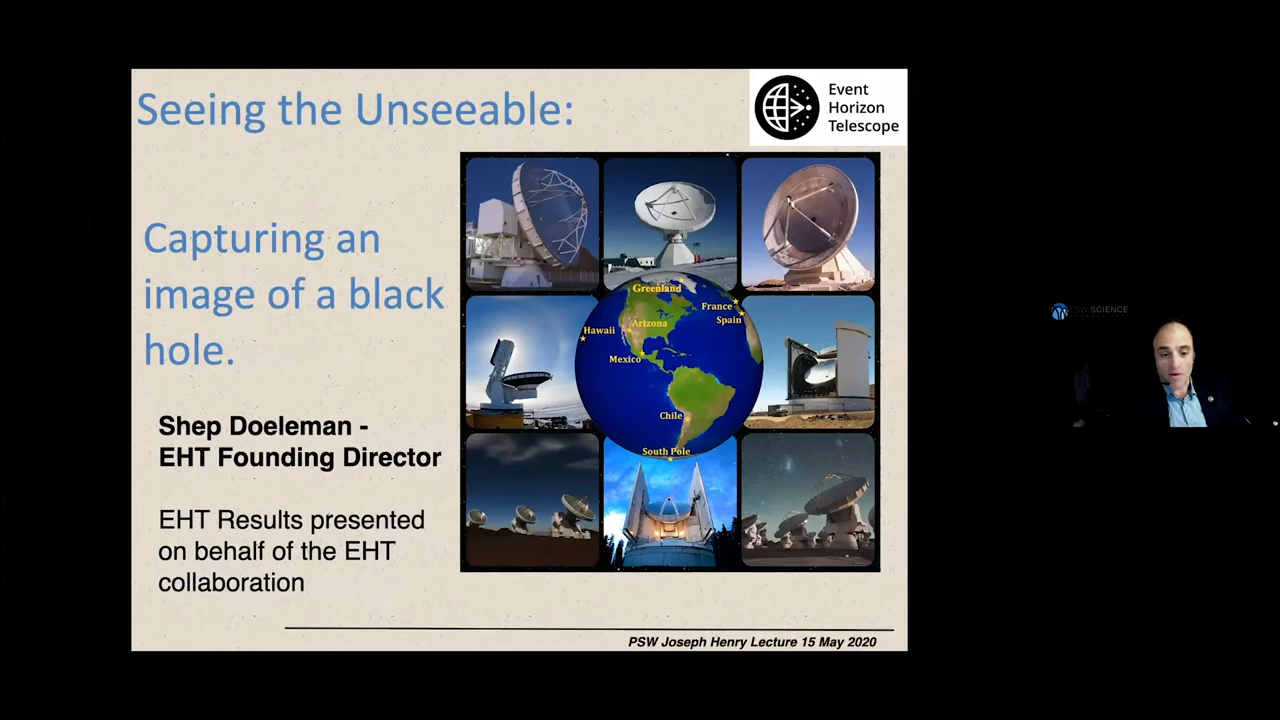 Seeing the Unseeable:
Event
Horizon
Telescope
Capturing an
image of a black
hole.
Greenland
France
Spain
Arizona
Hawaii
Mexico
Chile
South Pole
Shep Doeleman -
EHT Founding Director
EHT Results presented
on behalf of the EHT
collaboration
PSW Joseph Henry Lecture 15 May 2020
PSW SCIENCE